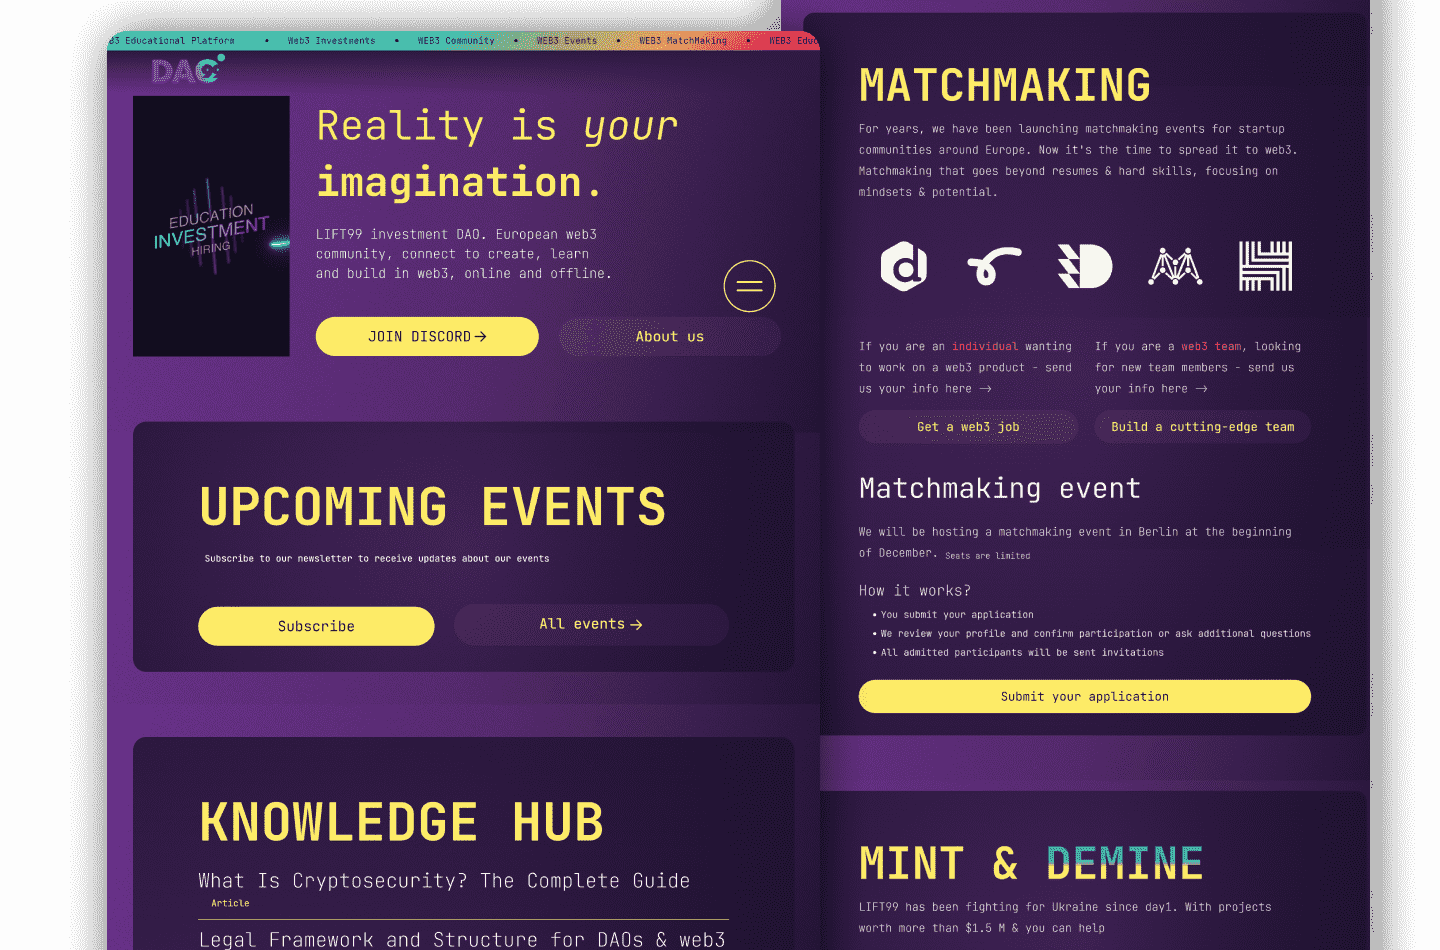 B3 Educational Platform • Web3 Investments • WEB3 Community • WEB3 Events • WEB3 MatchMaking • WEB3 Educ
DAO
EDUCATION
INVESTMENT
HIRING
Reality is your
imagination.
LIFT99 investment DAO. European web3
community, connect to create, learn
and build in web3, online and offline.
JOIN DISCORD→
About us
UPCOMING EVENTS
Subscribe to our newsletter to receive updates about our events
Subscribe
All events→
KNOWLEDGE HUB
What Is Cryptosecurity? The Complete Guide
Article
Legal Framework and Structure for DAOs & web3
MATCHMAKING
For years, we have been launching matchmaking events for startup
communities around Europe. Now it's the time to spread it to web3.
Matchmaking that goes beyond resumes & hard skills, focusing on
mindsets & potential.
If you are an individual wanting
to work on a web3 product - send
us your info here →
Get a web3 job
If you are a web3 team, looking
for new team members - send us
your info here →
Build a cutting-edge team
Matchmaking event
We will be hosting a matchmaking event in Berlin at the beginning
of December. Seats are limited
How it works?
• You submit your application
• We review your profile and confirm participation or ask additional questions
• All admitted participants will be sent invitations
Submit your application
MINT & DEMINE
LIFT99 has been fighting for Ukraine since day1. With projects
worth more than $1.5 M & you can help